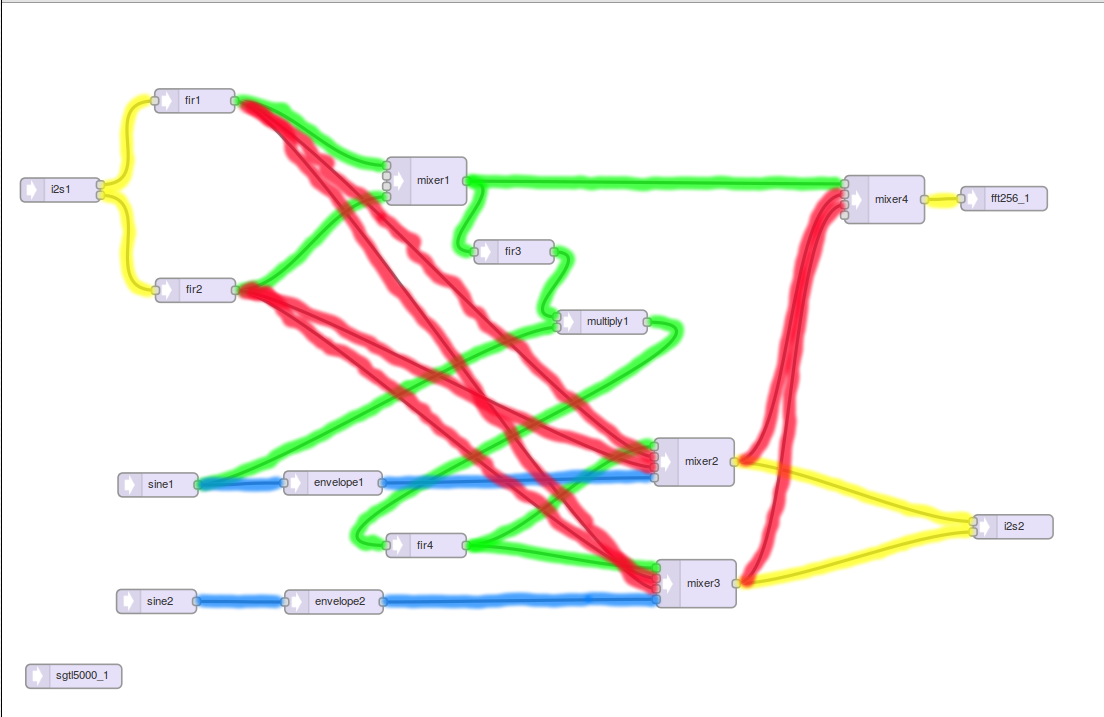 fir1
mixer1
i2s1
mixer4
fft256_1
fir3
fir2
multiply1
mixer2
sine1
envelope1
i2s2
fir4
mixer3
sine2
envelope2
sgtl5000_1